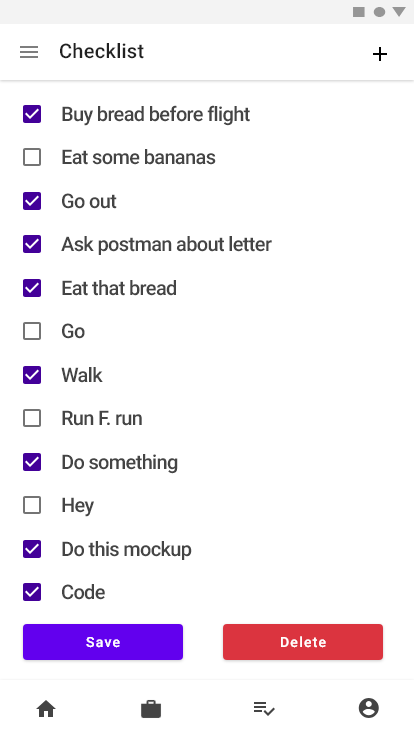 Checklist
Buy bread before flight
Eat some bananas
Go out
Ask postman about letter
Eat that bread
Go
Walk
Run F. run
Do something
Hey
Do this mockup
Code
Save Delete